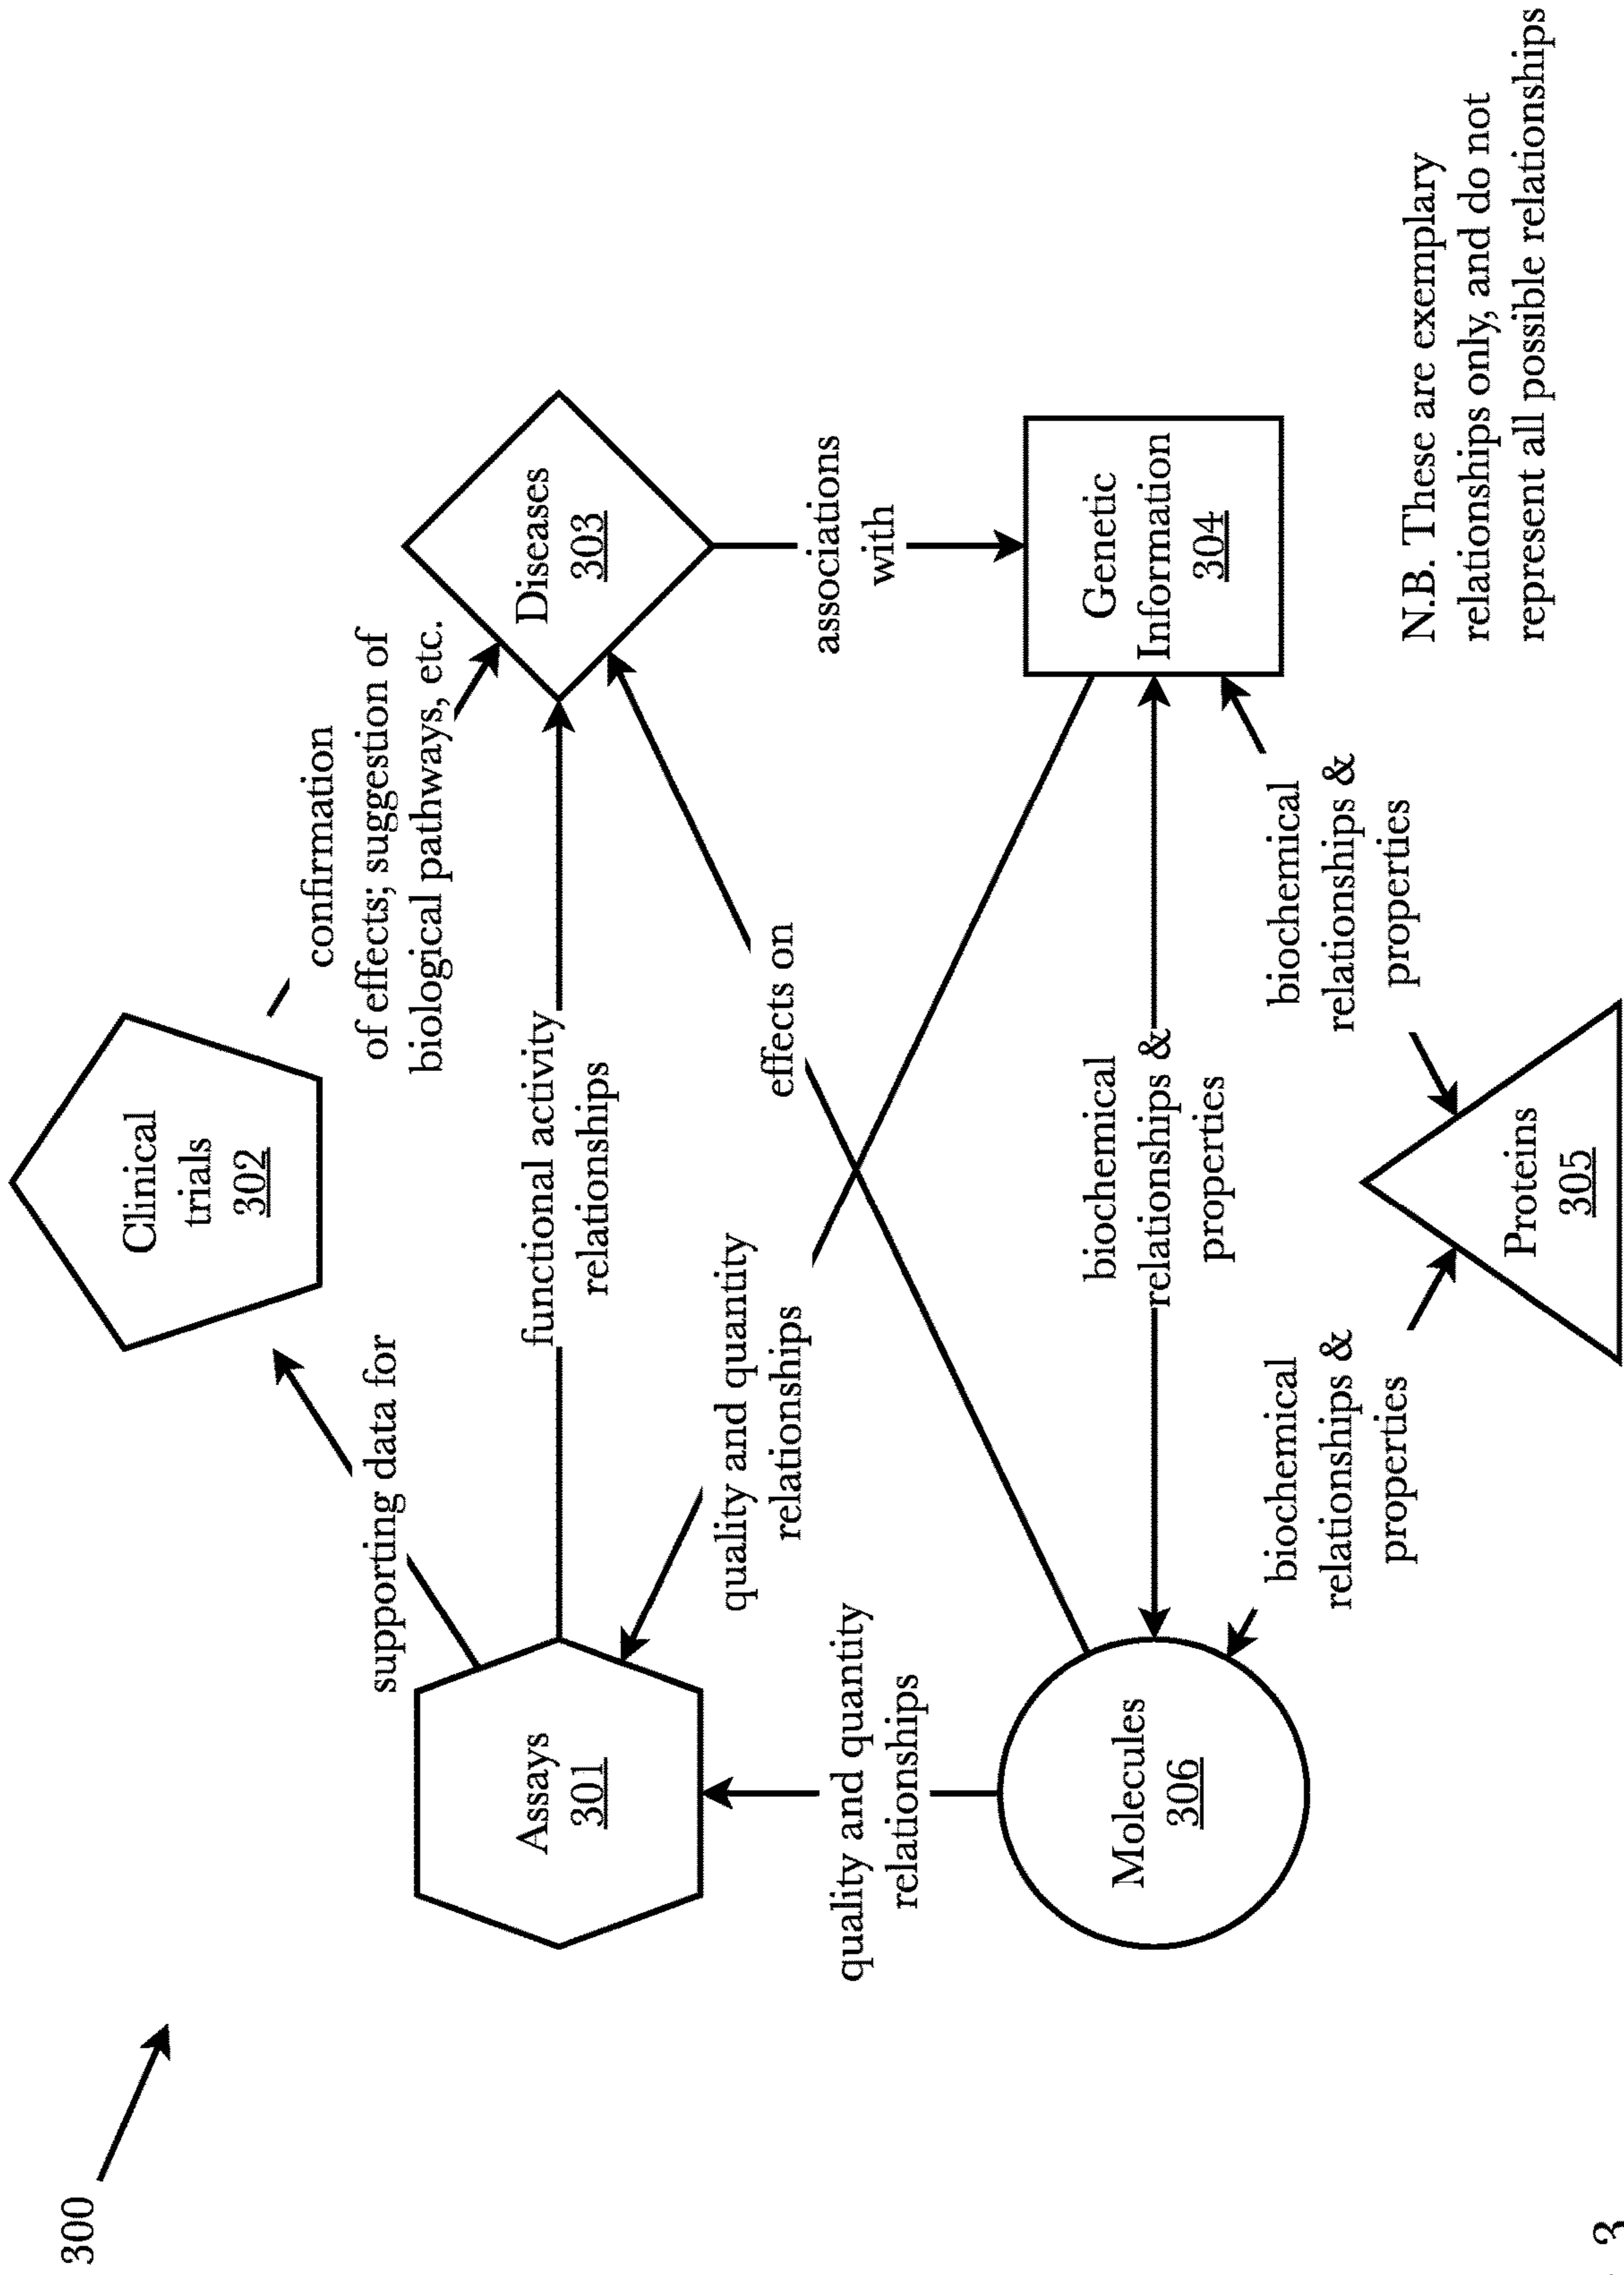 300
Clinical
trials
302
supporting data for
confirmation
of effects; suggestion of
biological pathways, etc.
Assays
301
functional activity
relationships
Diseases
303
quality and quantity
relationships
effects on
quality and quantity
relationships
associations
with
Molecules
306
biochemical
relationships &
properties
Genetic
Information
304
biochemical
relationships &
properties
biochemical
relationships &
properties
Proteins
305
N.B. These are exemplary
relationships only, and do not
represent all possible relationships
3